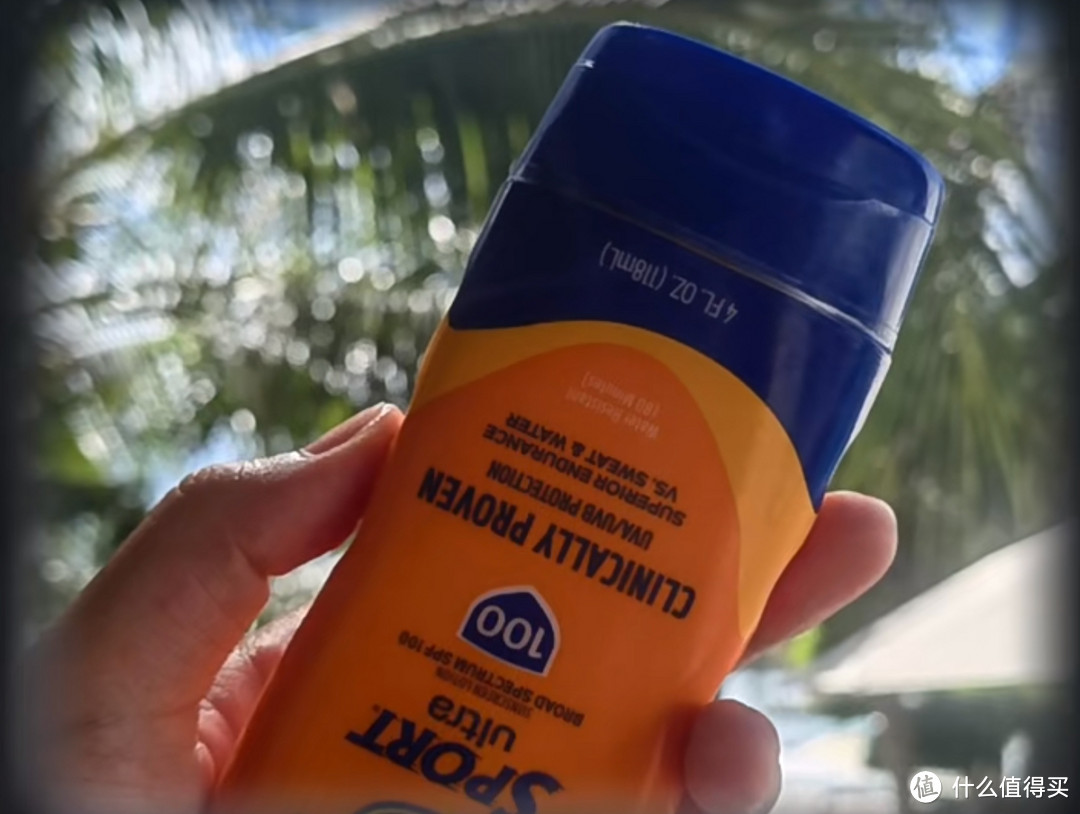 SPORT®
ultra
SUNSCREEN LOTION
BROAD SPECTRUM SPF 100
100
CLINICALLY PROVEN
UVA/UVB PROTECTION
SUPERIOR ENDURANCE
VS. SWEAT & WATER
Water Resistant
(80 Minutes)
4 FL. OZ (118mL)
值 什么值得买